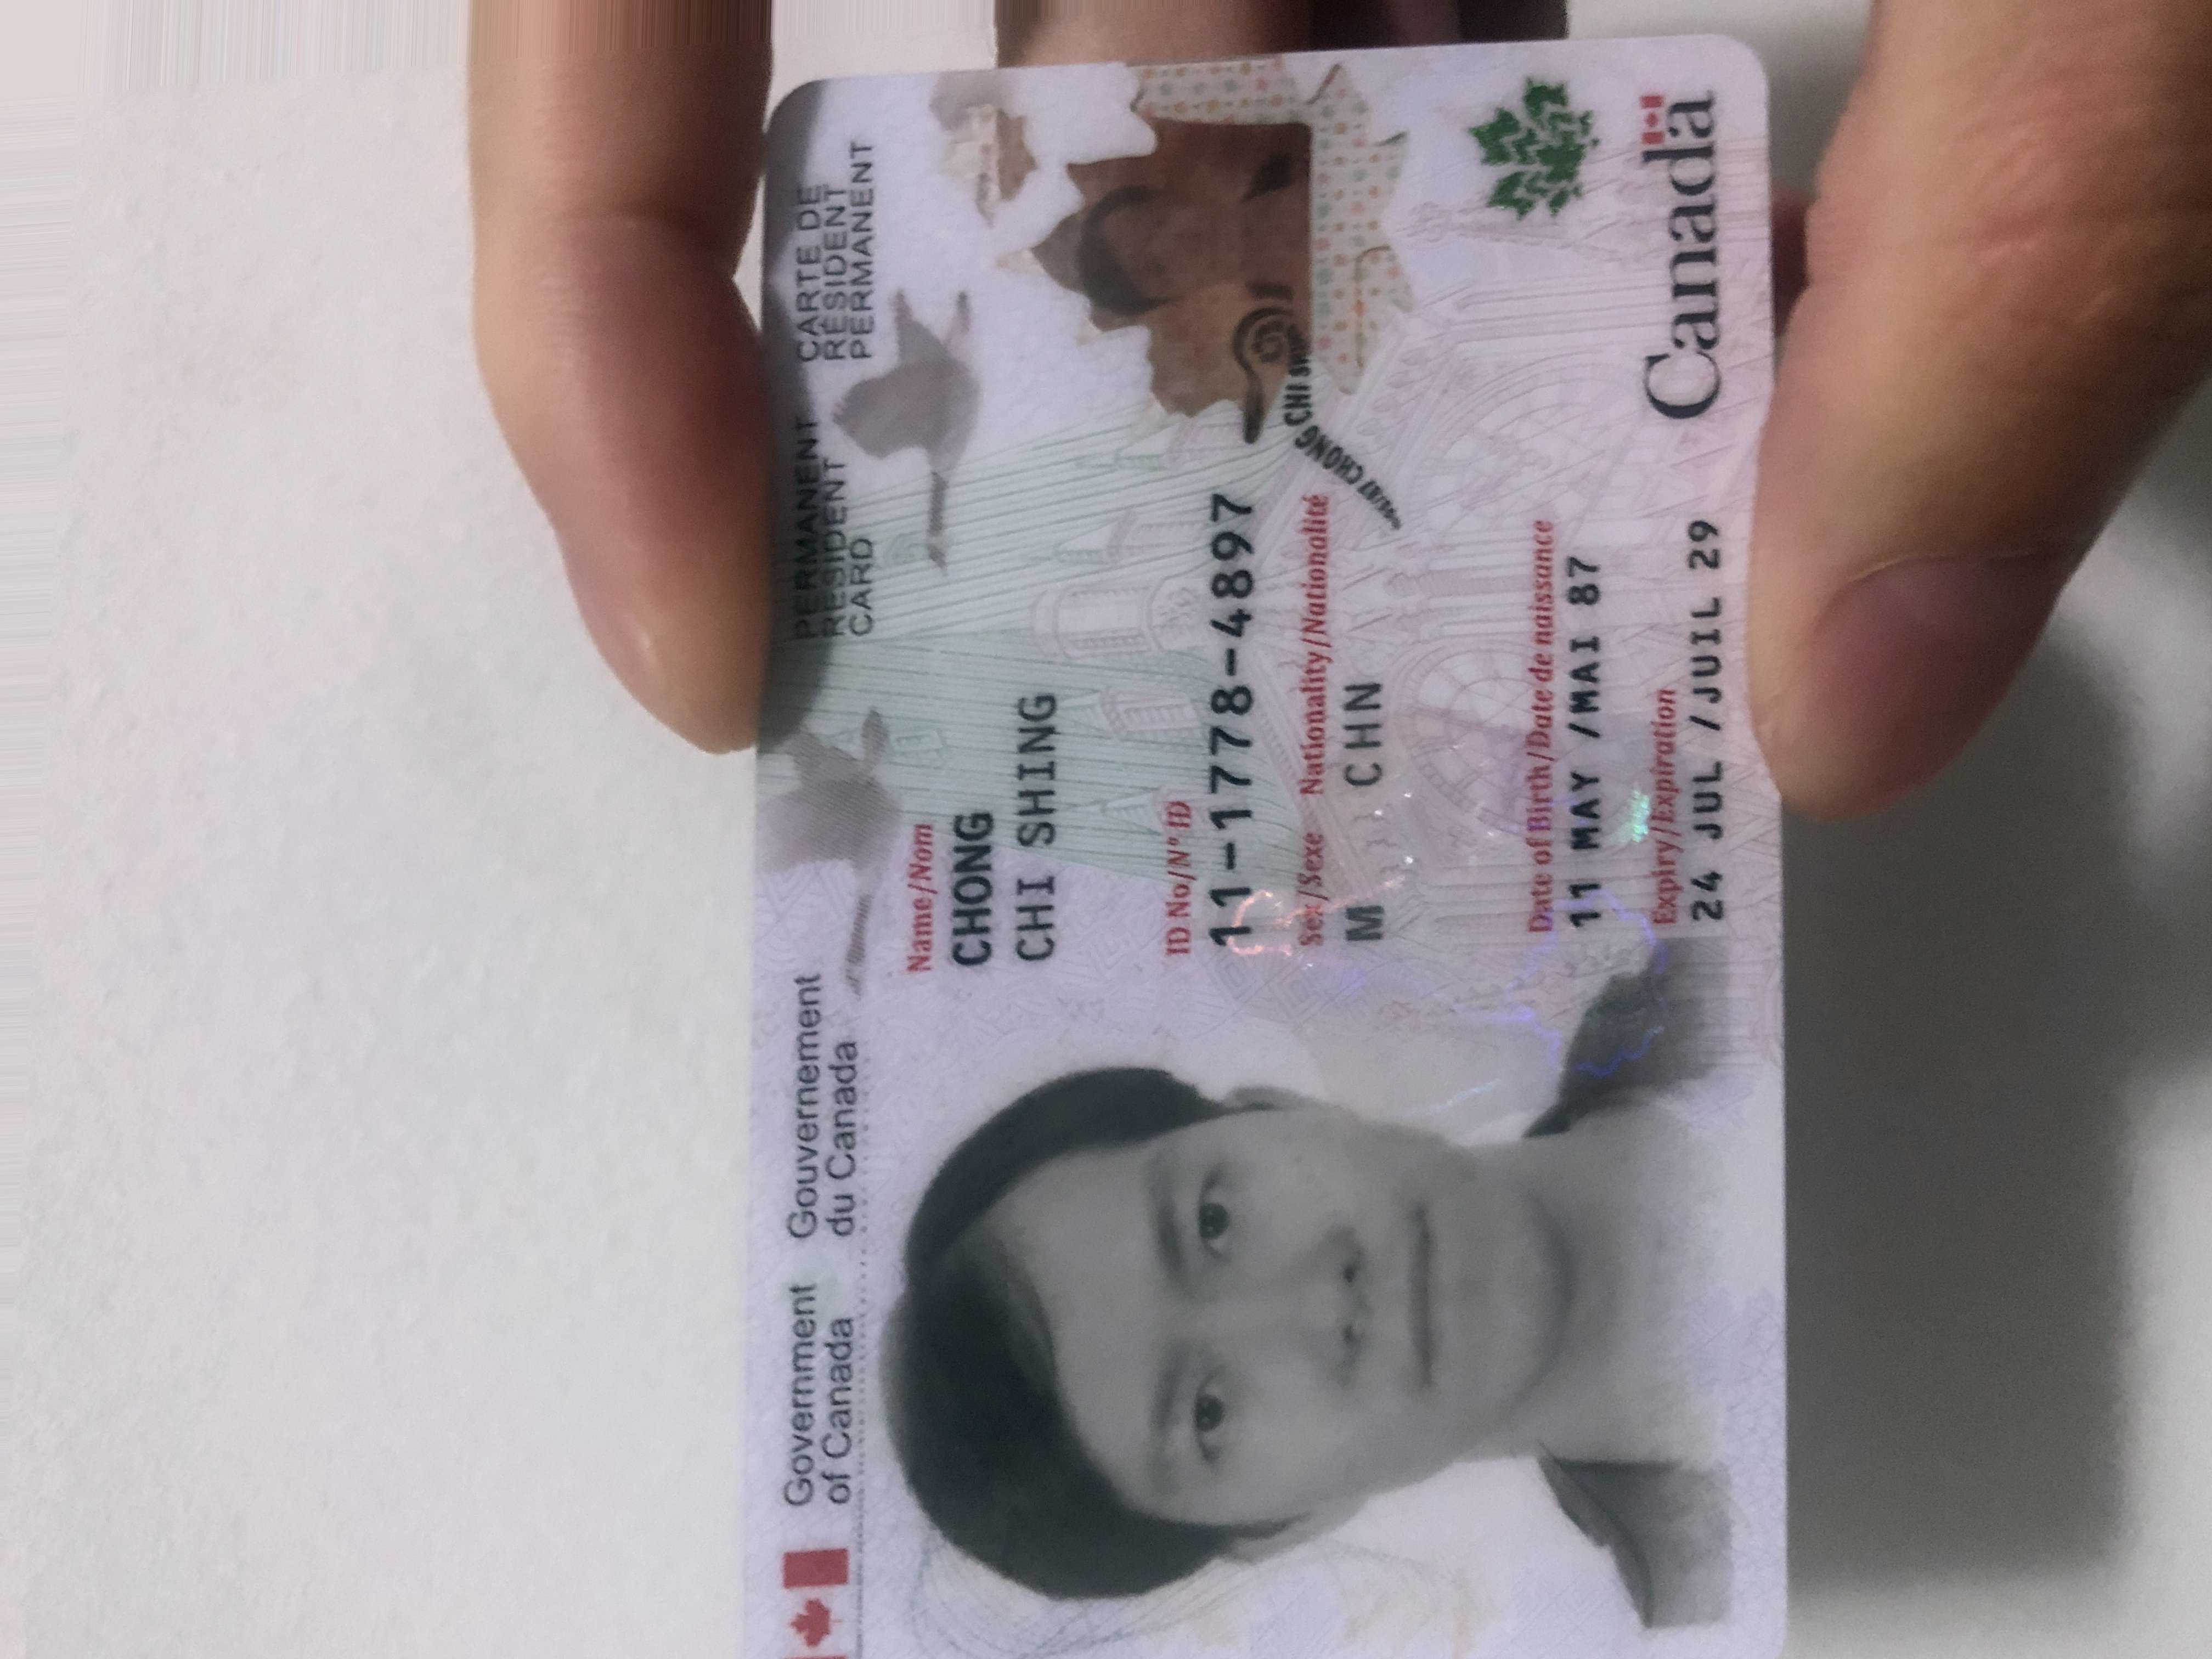 Government
of Canada
Gouvernement
du Canada
PERMANENT
RESIDENT
CARD
CARTE DE
RÉSIDENT
PERMANENT
Name/Nom
CHONG
CHI SHING
ID No/Nº ID
11-1778-4897
Sex/Sexe Nationality/Nationalité
M CHN
CHONG CHI
Date of Birth/Date de naissance
11 MAY /MAI 87
Expiry/Expiration
24 JUL /JUIL 29
Canada